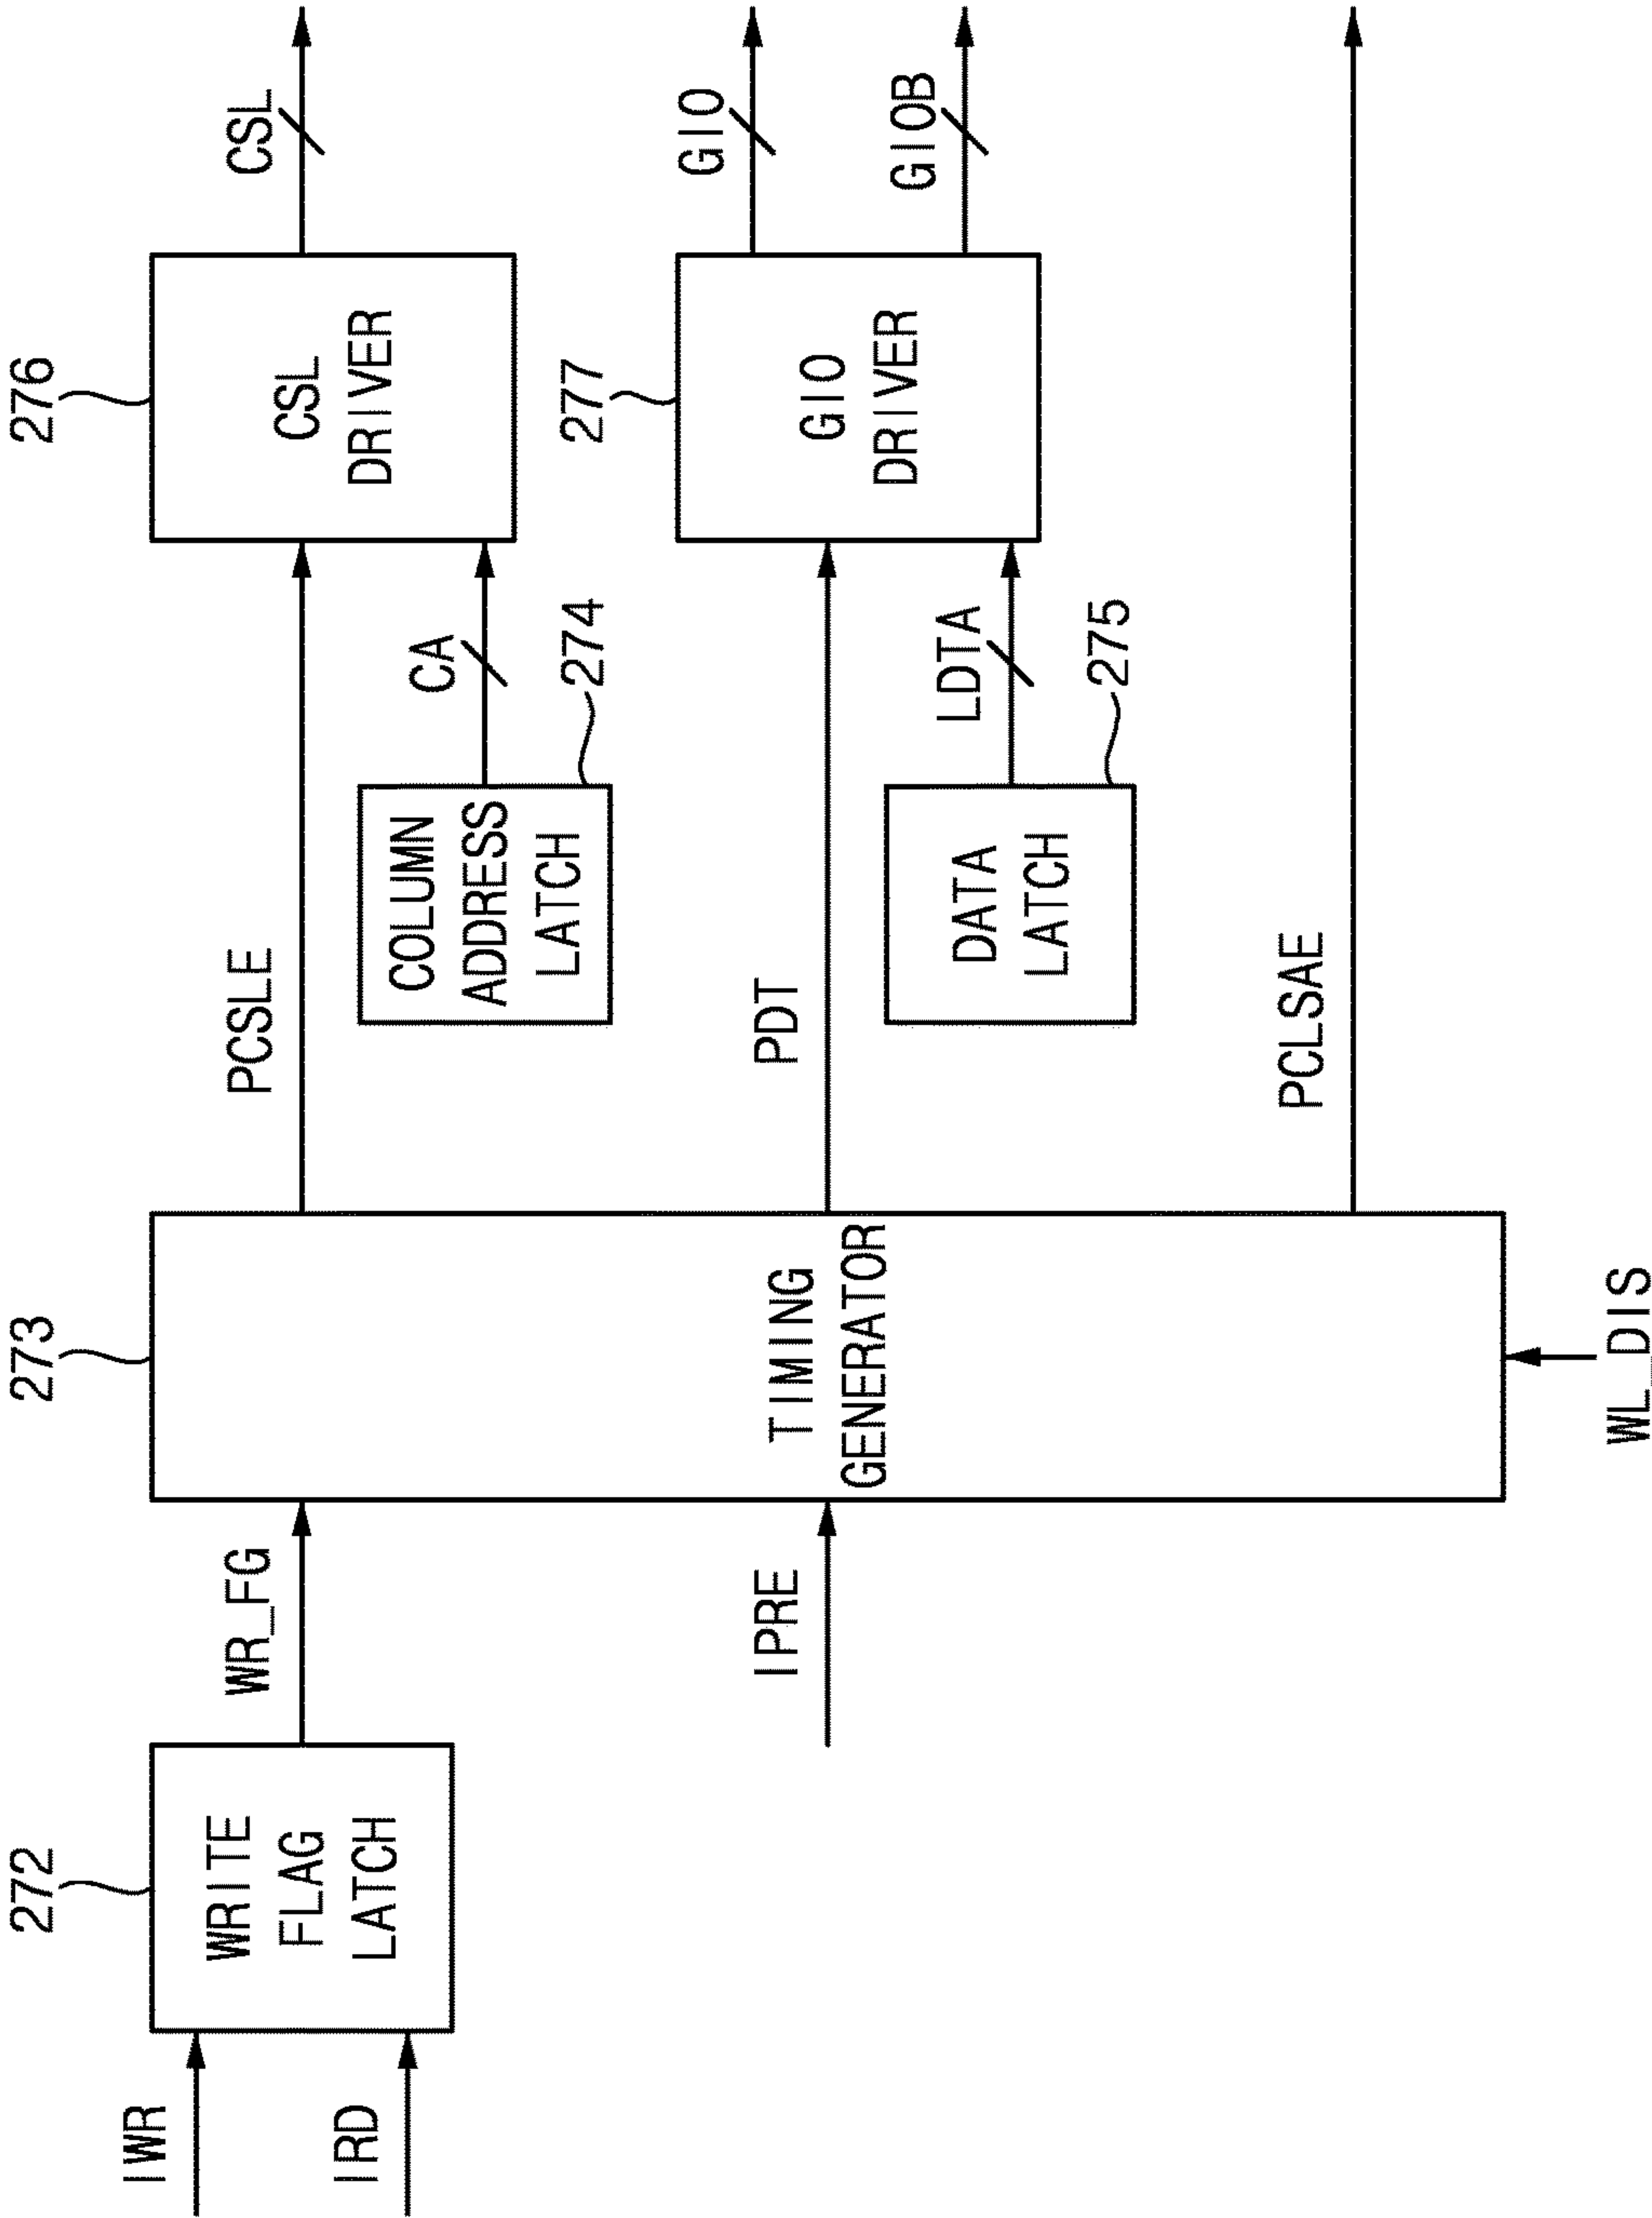 272
273
276
IWR
IRD
WRITE
FLAG
LATCH
WR_FG
IPRE
TIMING
GENERATOR
WL_DIS
PCSLE
COLUMN
ADDRESS
LATCH
274
CA
CSL
DRIVER
CSL
PDT
DATA
LATCH
275
LDTA
277
GIO
DRIVER
GIO
GIOB
PCLSAE